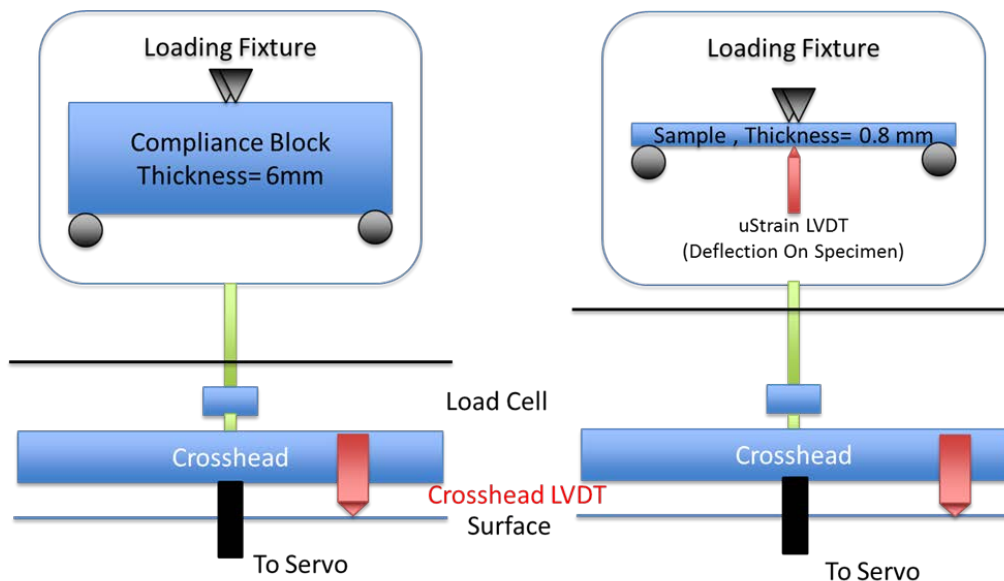 Loading Fixture
Compliance Block
Thickness= 6mm
Loading Fixture
Sample , Thickness= 0.8 mm
uStrain LVDT
(Deflection On Specimen)
Load Cell
Crosshead
Crosshead LVDT
Surface
To Servo
Crosshead
To Servo